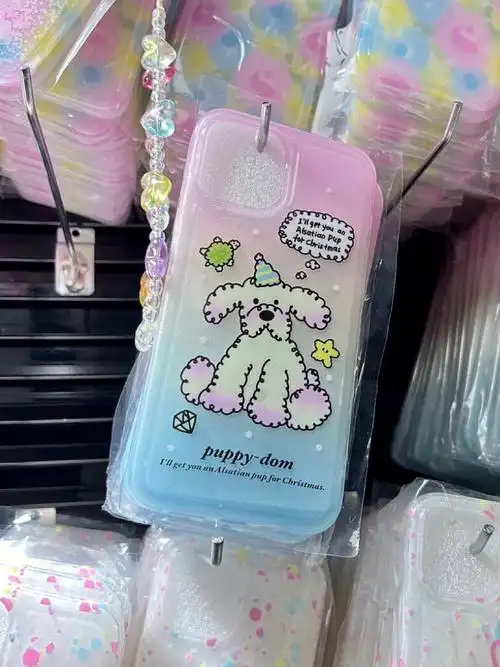 I'll get you an
Alsatian Pup
for Christmas
puppy-dom
I'll get you an Alsatian pup for Christmas.